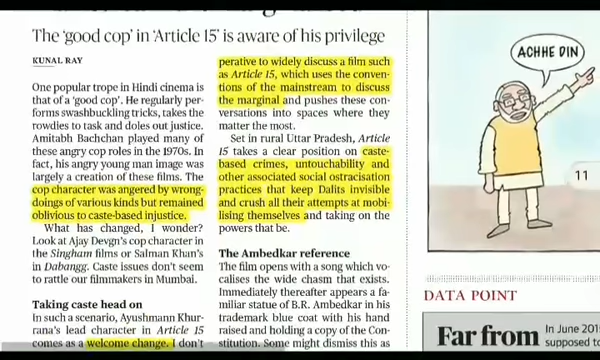 The 'good cop' in 'Article 15' is aware of his privilege
KUNAL RAY
One popular trope in Hindi cinema is
that of a 'good cop'. He regularly per-
forms swashbuckling tricks, takes the
rowdies to task and doles out justice.
Amitabh Bachchan played many of
these angry cop roles in the 1970s. In
fact, his angry young man image was
largely a creation of these films. The
cop character was angered by wrong-
doings of various kinds but remained
oblivious to caste-based injustice.
What has changed, I wonder?
Look at Ajay Devgn's cop character in
the Singham films or Salman Khan's
in Dabangg. Caste issues don't seem
to rattle our filmmakers in Mumbai.
Taking caste head on
In such a scenario, Ayushmann Khur-
rana's lead character in Article 15
comes as a welcome change. I don't
perative to widely discuss a film such
as Article 15, which uses the conven-
tions of the mainstream to discuss
the marginal and pushes these con-
versations into spaces where they
matter the most.
Set in rural Uttar Pradesh, Article
15 takes a clear position on caste-
based crimes, untouchability and
other associated social ostracisation
practices that keep Dalits invisible
and crush all their attempts at mob-
ilising themselves and taking on the
powers that be.
The Ambedkar reference
The film opens with a song which vo-
calises the wide chasm that exists.
Immediately thereafter appears a fa-
miliar statue of B.R. Ambedkar in his
trademark blue coat with his hand
raised and holding a copy of the Con-
stitution. Some might dismiss this as
ACHHE DIN
11
DATA POINT
Far from
In June 201
supposed to